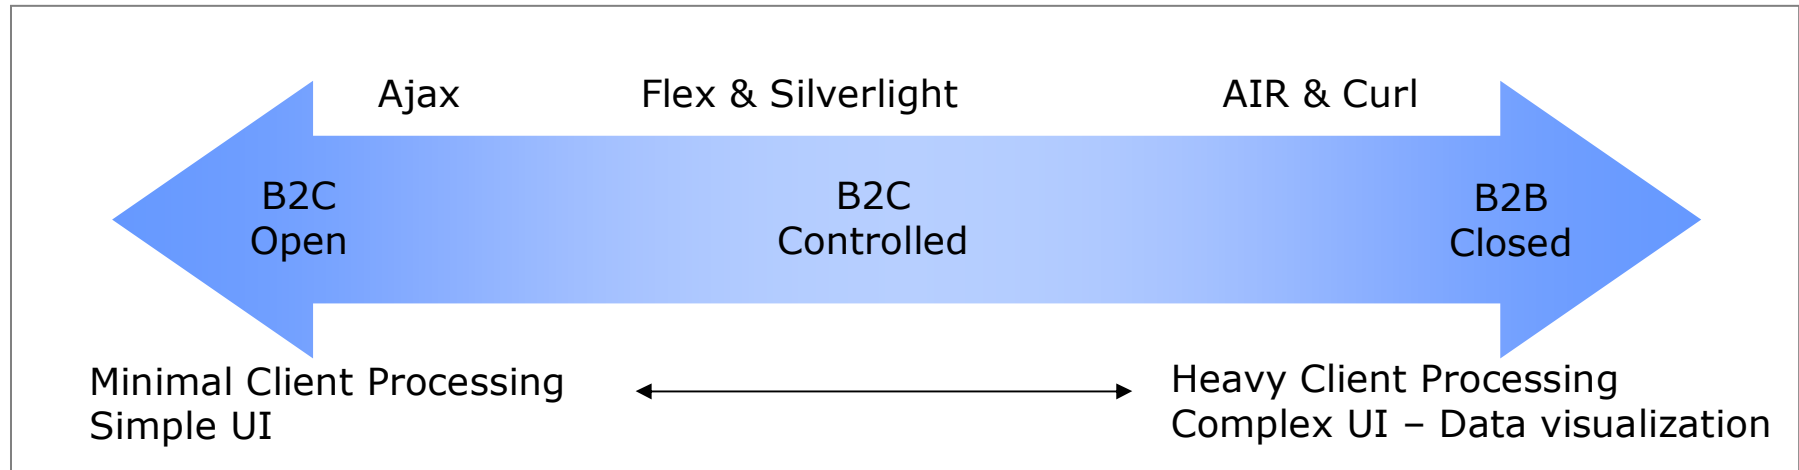 Ajax
Flex & Silverlight
AIR & Curl
B2C
Open
B2C
Controlled
B2B
Closed
Minimal Client Processing
Simple UI
Heavy Client Processing
Complex UI – Data visualization